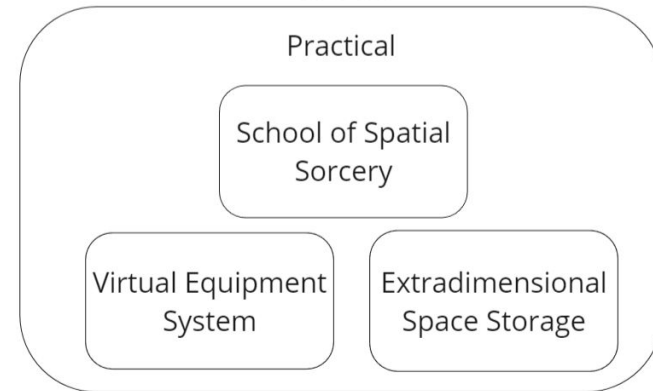 Practical
School of Spatial
Sorcery
Virtual Equipment
System
Extradimensional
Space Storage